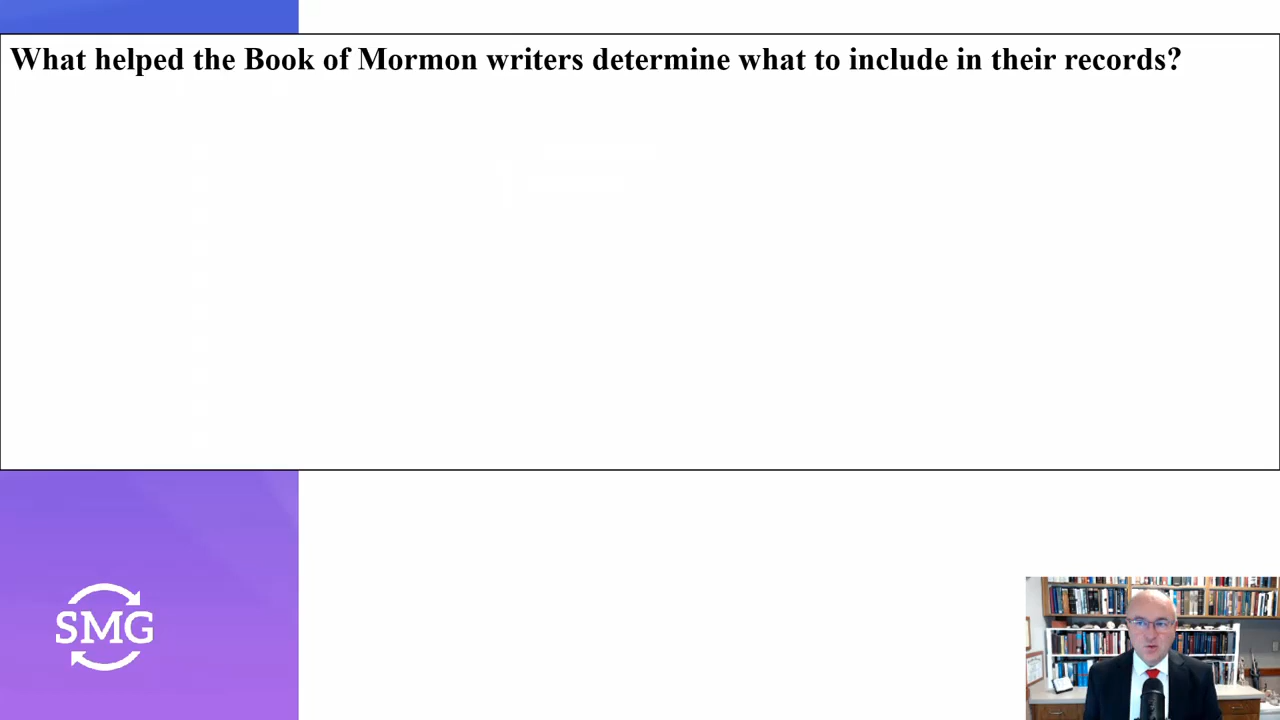 What helped the Book of Mormon writers determine what to include in their records?
SMG